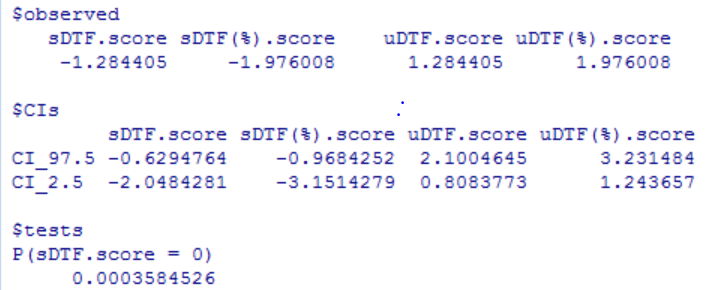 $observed
sDTF.score sDTF(%).score uDTF.score uDTF(%).score
-1.284405 -1.976008 1.284405 1.976008
$CIs
sDTF.score sDTF(%).score uDTF.score uDTF(%).score
CI_97.5 -0.6294764 -0.9684252 2.1004645 3.231484
CI_2.5 -2.0484281 -3.1514279 0.8083773 1.243657
$tests
P(sDTF.score = 0)
0.0003584526